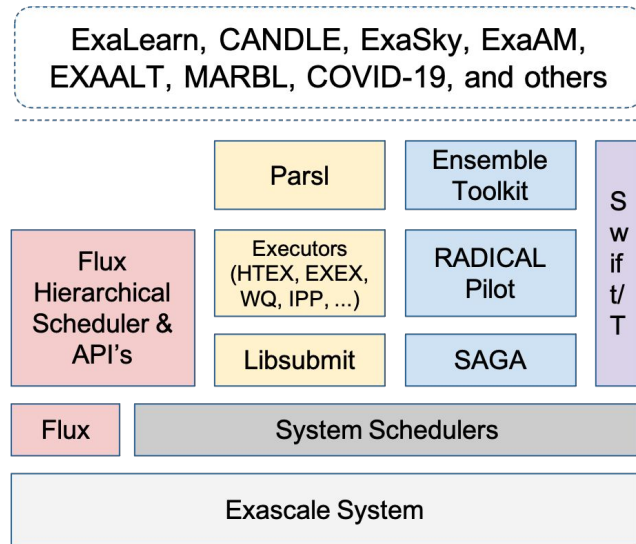 ExaLearn, CANDLE, ExaSky, ExaAM,
EXAALT, MARBL, COVID-19, and others
Parsl
Ensemble
Toolkit
S
w
if
t/
T
Flux
Hierarchical
Scheduler &
API's
Executors
(HTEX, EXEX,
WQ, IPP, ...)
RADICAL
Pilot
Libsubmit
SAGA
Flux
System Schedulers
Exascale System